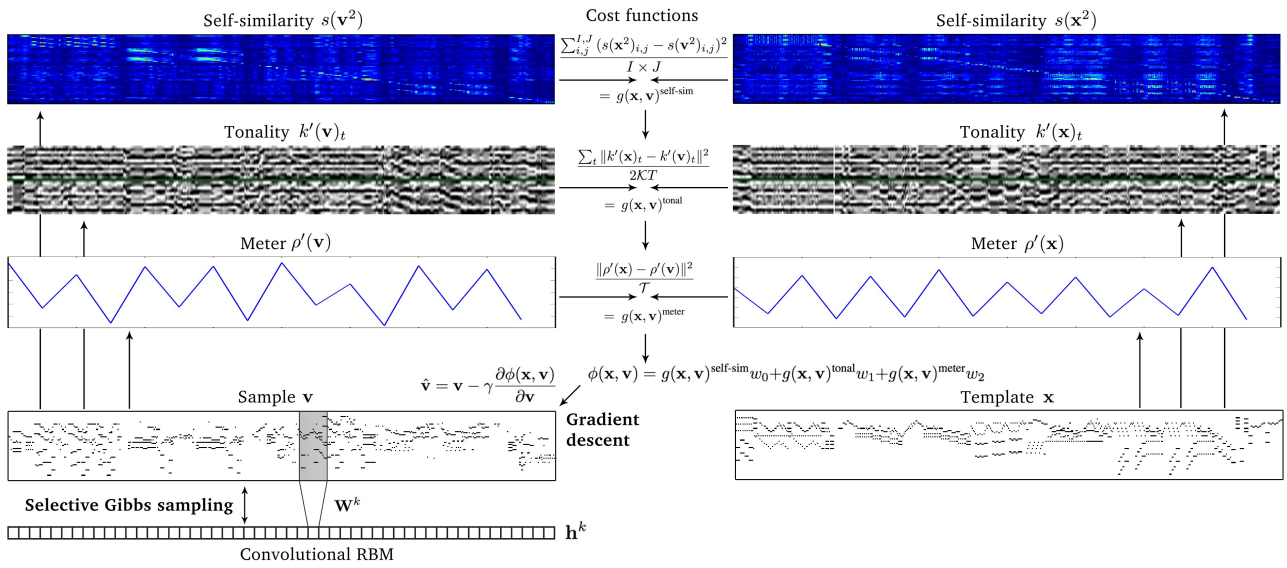 Self-similarity s(v²)
Cost functions
Self-similarity s(x²)
∑_{i,j}^{I,J} (s(x²)_{i,j} − s(v²)_{i,j})²
I × J
= g(x, v)^{self-sim}
Tonality k′(v)_t
Tonality k′(x)_t
∑_t ‖k′(x)_t − k′(v)_t‖²
2𝒦T
= g(x, v)^{tonal}
Meter ρ′(v)
Meter ρ′(x)
‖ρ′(x) − ρ′(v)‖²
𝒯
= g(x, v)^{meter}
v̂ = v − γ ∂ϕ(x, v)/∂v
ϕ(x, v) = g(x, v)^{self-sim}w₀+g(x, v)^{tonal}w₁+g(x, v)^{meter}w₂
Sample v
Template x
Gradient
descent
Selective Gibbs sampling
W^k
h^k
Convolutional RBM